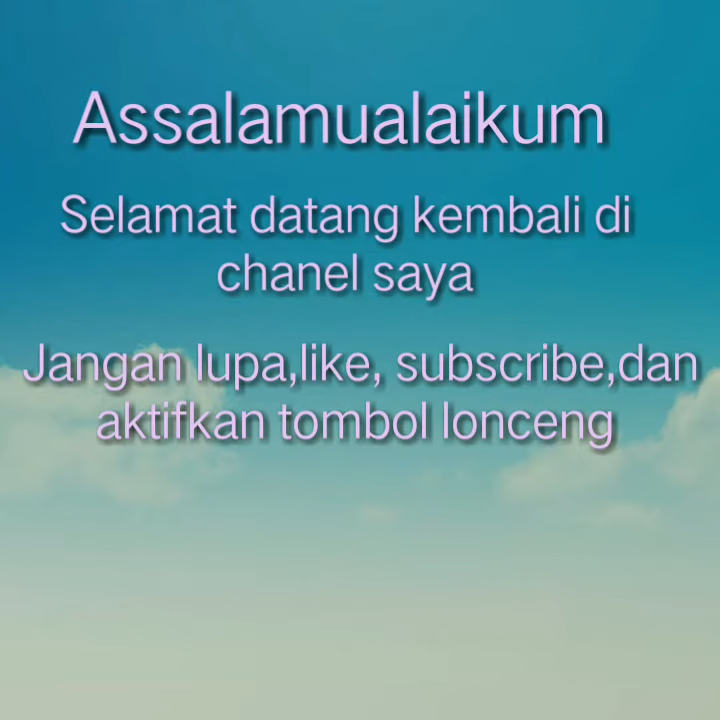 Assalamualaikum
Selamat datang kembali di
chanel saya
Jangan lupa,like, subscribe,dan
aktifkan tombol lonceng